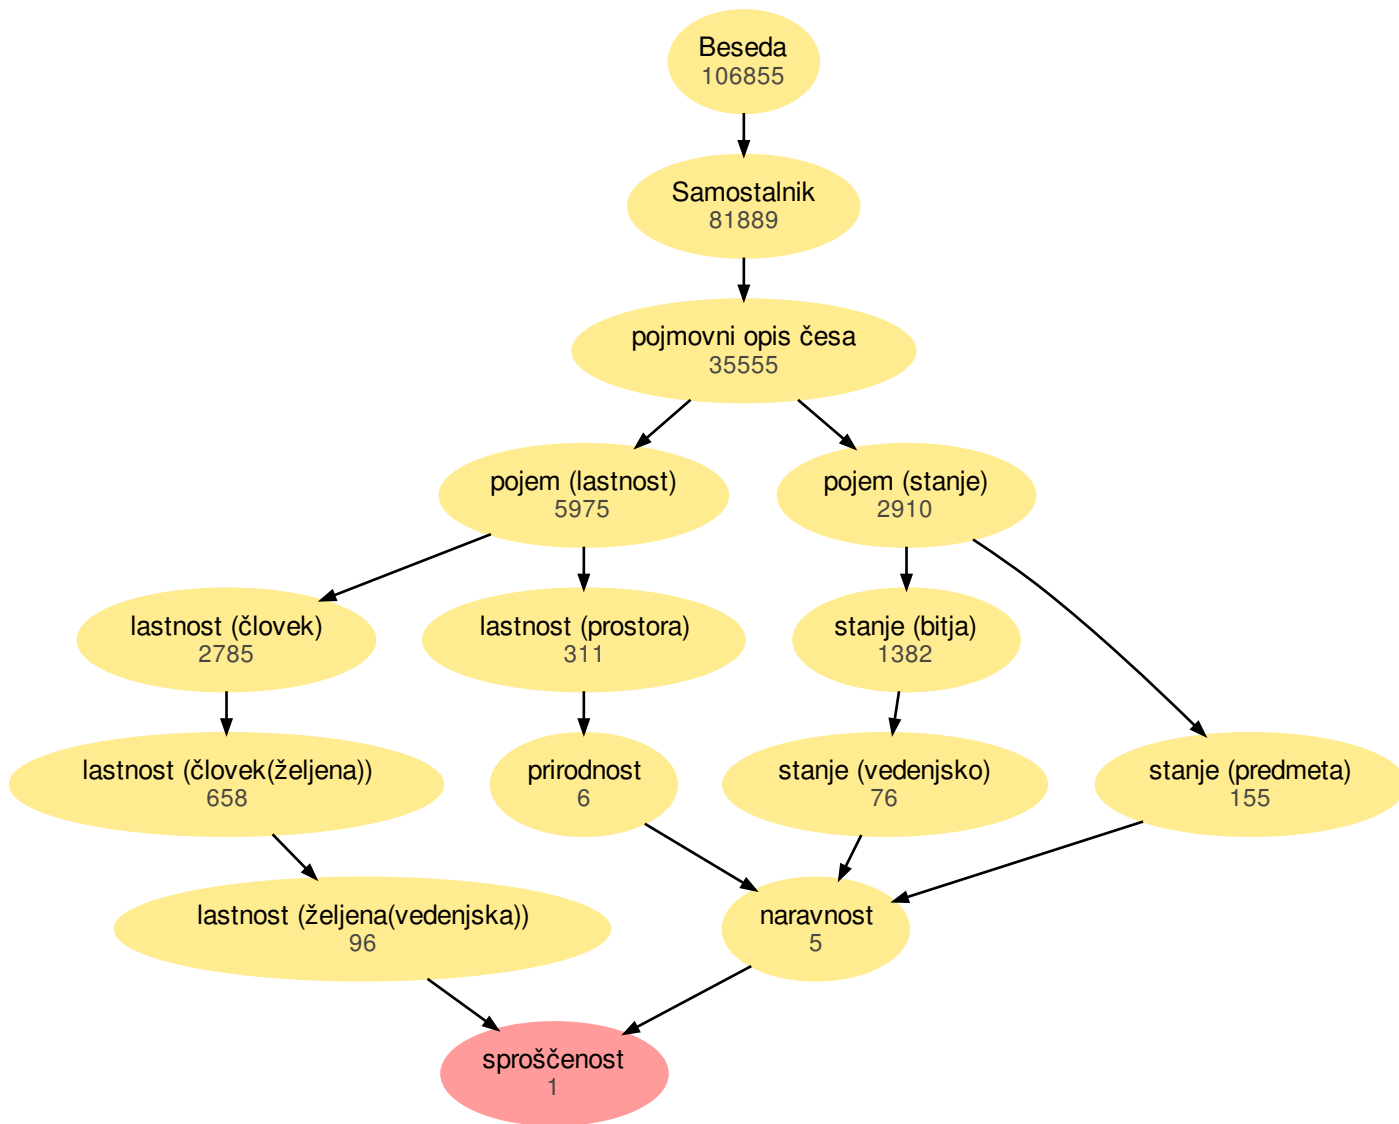 Beseda
106855
Samostalnik
81889
pojmovni opis česa
35555
pojem (lastnost)
5975
pojem (stanje)
2910
lastnost (človek)
2785
lastnost (prostora)
311
stanje (bitja)
1382
lastnost (človek(željena))
658
prirodnost
6
stanje (vedenjsko)
76
stanje (predmeta)
155
lastnost (željena(vedenjska))
96
naravnost
5
sproščenost
1